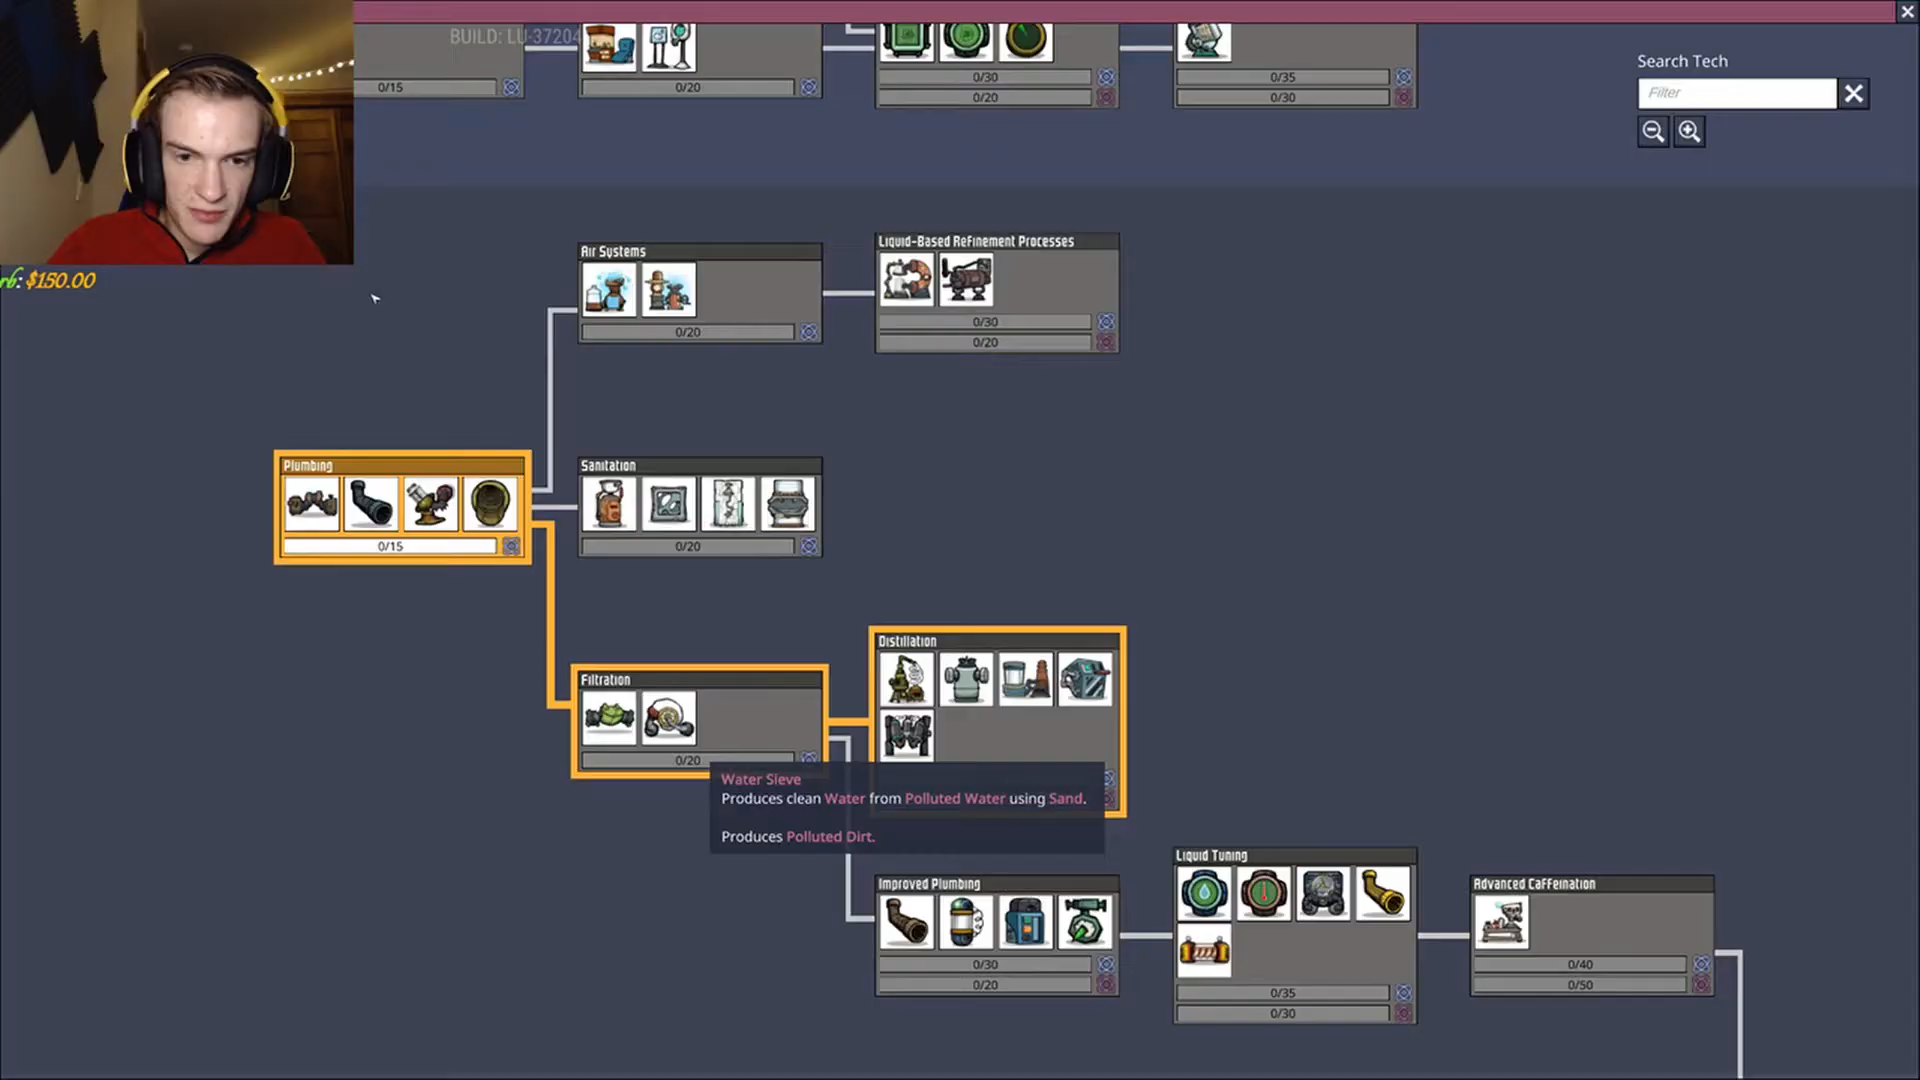 BUILD: LU-37204
Search Tech
Filter
0/15
0/20
0/30
0/20
0/35
0/30
rb: $150.00
Air Systems
0/20
Liquid-Based Refinement Processes
0/30
0/20
Plumbing
0/15
Sanitation
0/20
Filtration
0/20
Distillation
Water Sieve
Produces clean Water from Polluted Water using Sand.
Produces Polluted Dirt.
Improved Plumbing
0/30
0/20
Liquid Tuning
0/35
0/30
Advanced Caffeination
0/40
0/50